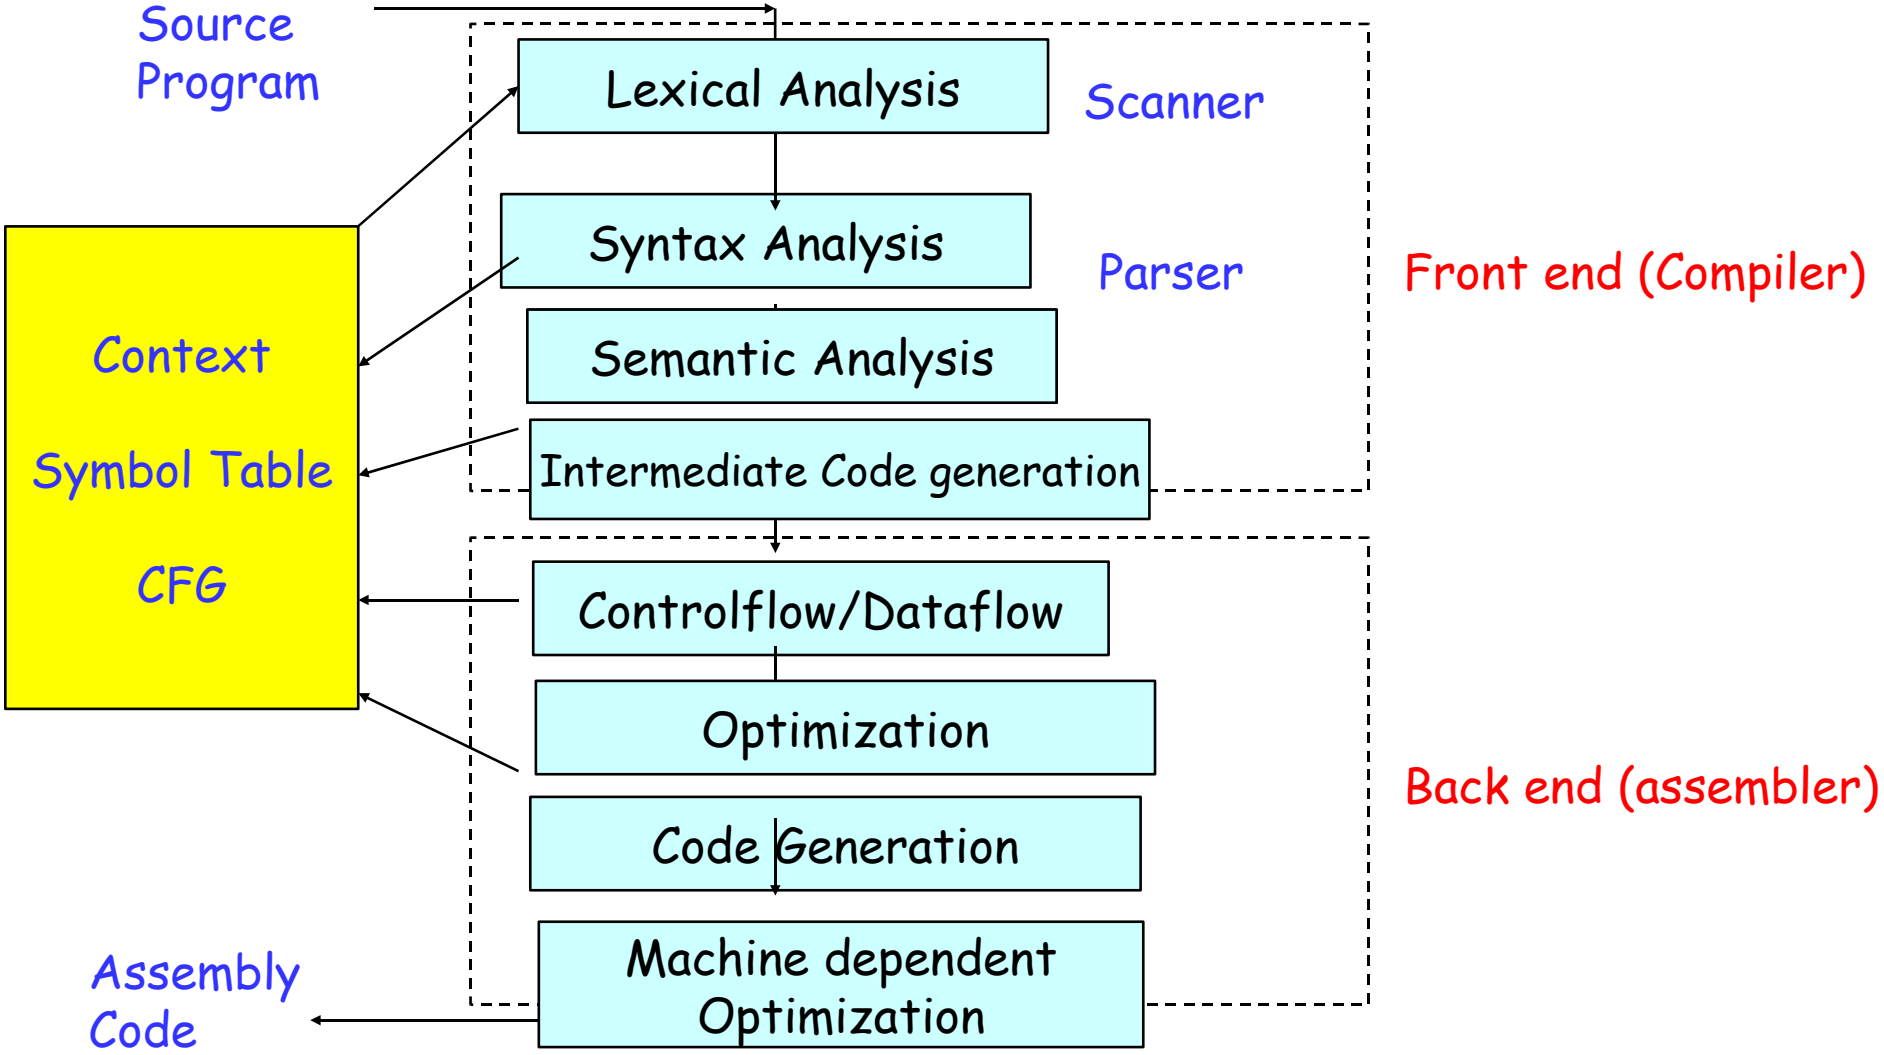 Source
Program
Lexical Analysis
Scanner
Syntax Analysis
Parser
Front end (Compiler)
Context
Semantic Analysis
Symbol Table
Intermediate Code generation
CFG
Controlflow/Dataflow
Optimization
Back end (assembler)
Code Generation
Assembly
Code
Machine dependent
Optimization